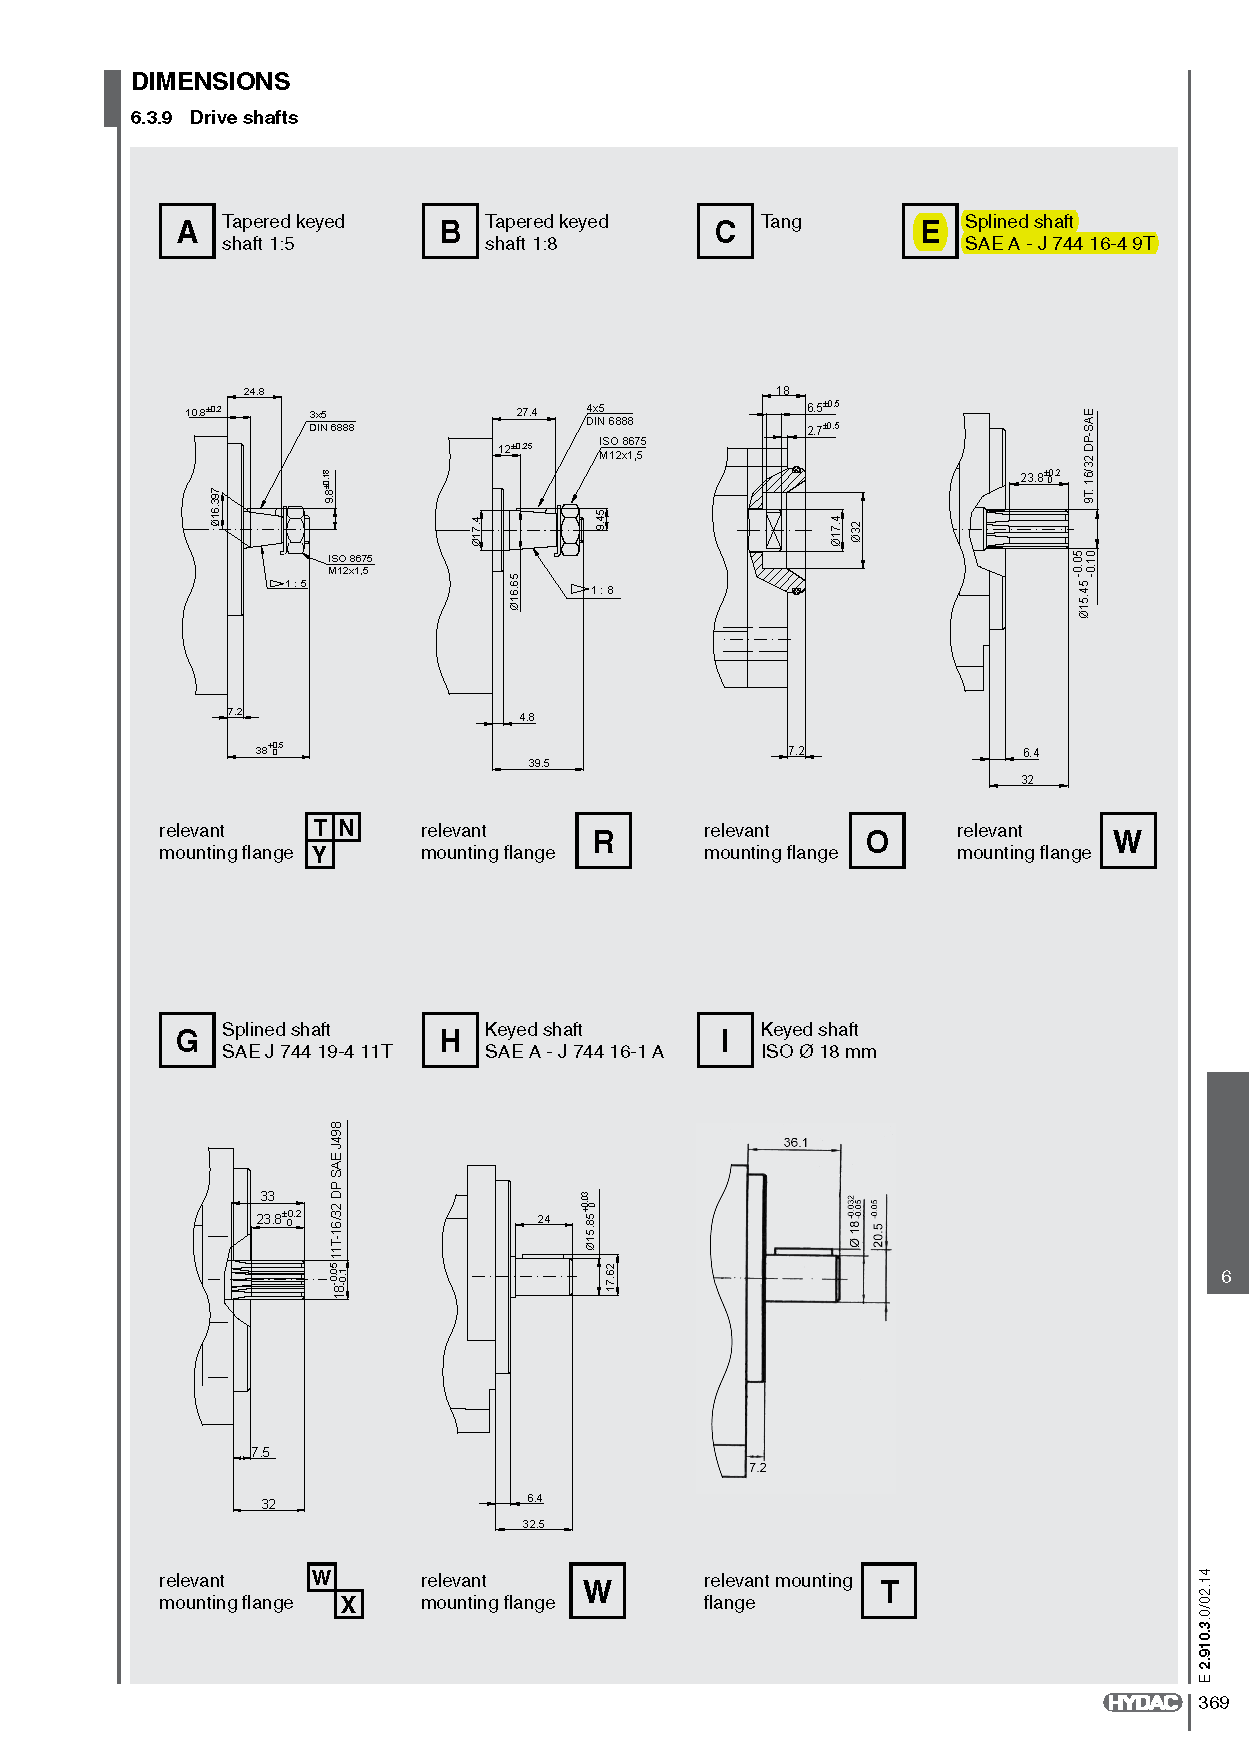 DIMENSIONS
6.3.9 Drive shafts
A
Tapered keyed
shaft 1:5
B
Tapered keyed
shaft 1:8
C
Tang
E
Splined shaft
SAE A - J 744 16-4 9T
24.8
10.8±0.2
3x5
DIN 6888
Ø16.397
9.8±0.18
ISO 8675
M12x1,5
1 : 5
7.2
38+0.5 0
27.4
4x5
DIN 6888
12±0.25
ISO 8675
M12x1,5
Ø17.4
9.45
Ø16.65
1 : 8
4.8
39.5
18
6.5±0.5
2.7±0.5
Ø17.4
Ø32
7.2
23.8±0.2 0
9T. 16/32 DP-SAE
Ø15.45 -0.05 -0.10
6.4
32
relevant
mounting flange
T N
Y
relevant
mounting flange
R
relevant
mounting flange
O
relevant
mounting flange
W
G
Splined shaft
SAE J 744 19-4 11T
H
Keyed shaft
SAE A - J 744 16-1 A
I
Keyed shaft
ISO Ø 18 mm
33
23.8±0.2 0
18-0.05 -0.1 11T-16/32 DP SAE J498
7.5
32
24
Ø15.85+0.03 0
17.62
6.4
32.5
36.1
Ø 18 -0.032 -0.05
20.5 -0.05
7.2
relevant
mounting flange
W
X
relevant
mounting flange
W
relevant mounting
flange
T
6
E 2.910.3.0/02.14
HYDAC
369